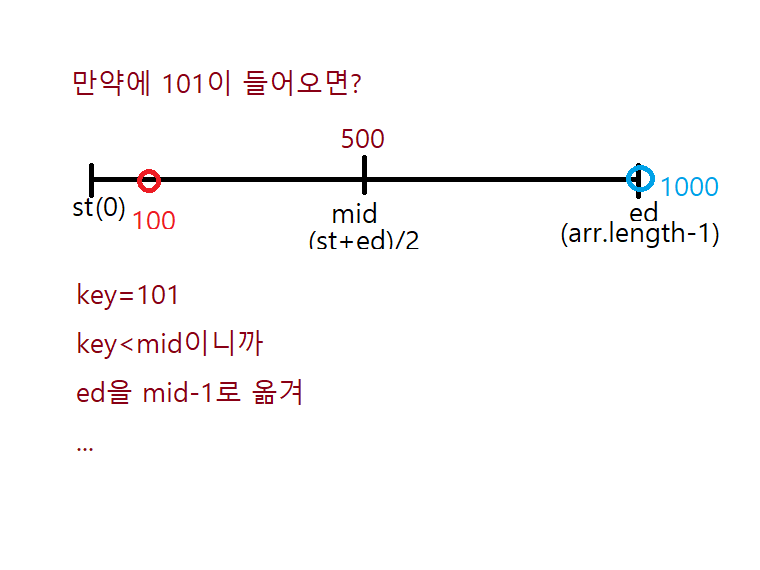 만약에 101이 들어오면?
500
st(0)
100
mid
(st+ed)/2
1000
ed
(arr.length-1)
key=101
key<mid이니까
ed을 mid-1로 옮겨
...